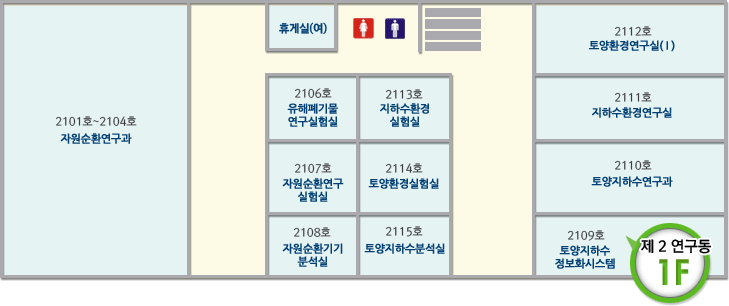 휴게실(여)
2101호~2104호
자원순환연구과
2106호
유해폐기물
연구실험실
2113호
지하수환경
실험실
2107호
자원순환연구
실험실
2114호
토양환경실험실
2108호
자원순환기기
분석실
2115호
토양지하수분석실
2112호
토양환경연구실(Ⅰ)
2111호
지하수환경연구실
2110호
토양지하수연구과
2109호
토양지하수
정보화시스템
제 2 연구동
1F